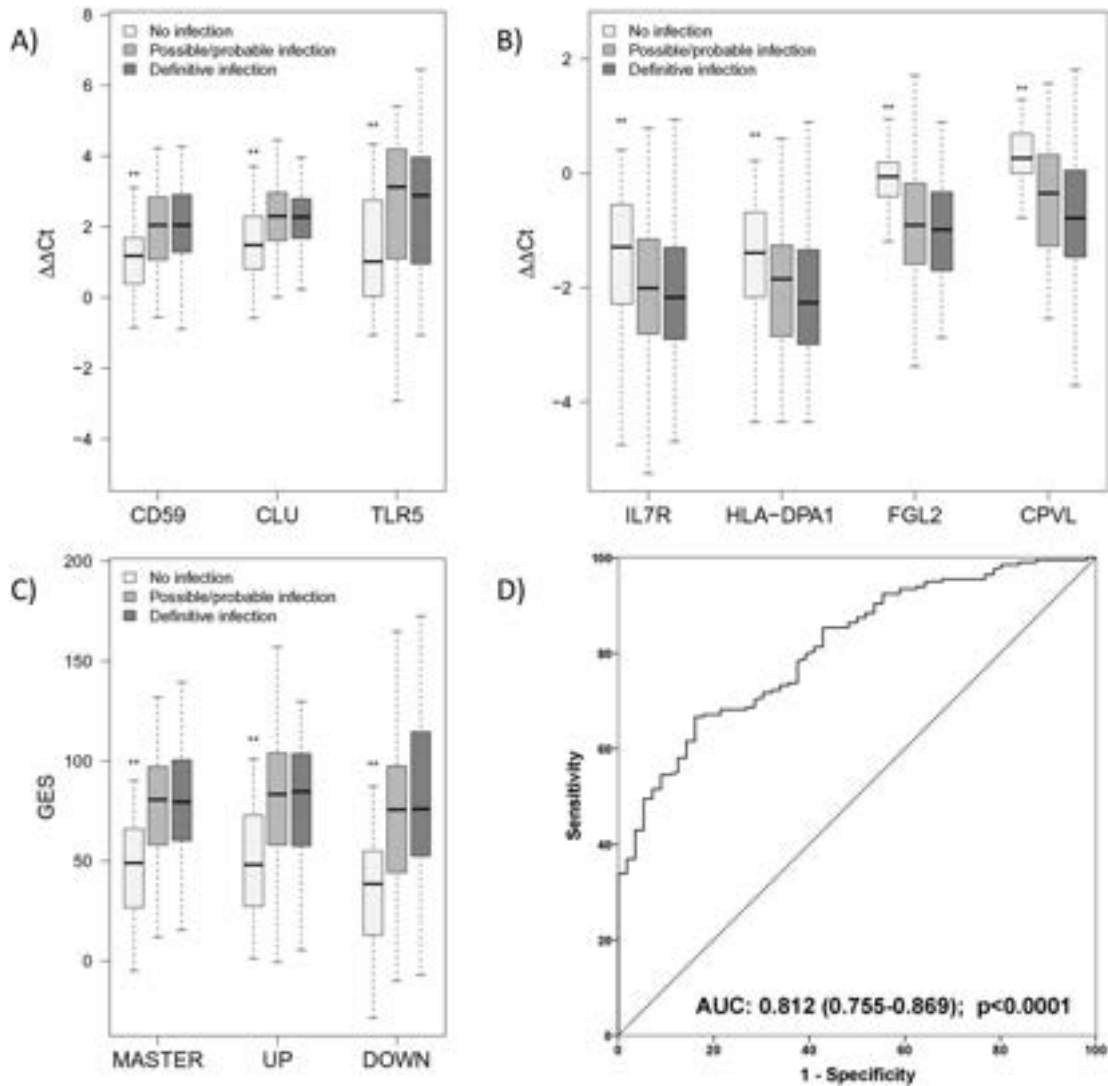 A)
8
6
4
2
0
−2
−4
ΔΔCt
No infection
Possible/probable infection
Definitive infection
**
**
**
CD59 CLU TLR5
B)
2
0
−2
−4
ΔΔCt
No infection
Possible/probable infection
Definitive infection
**
**
**
**
IL7R HLA−DPA1 FGL2 CPVL
C)
200
150
100
50
0
GES
No infection
Possible/probable infection
Definitive infection
**
**
**
MASTER UP DOWN
D)
100
80
60
40
20
0
Sensitivity
AUC: 0.812 (0.755-0.869); p<0.0001
0 20 40 60 80 100
1 - Specificity